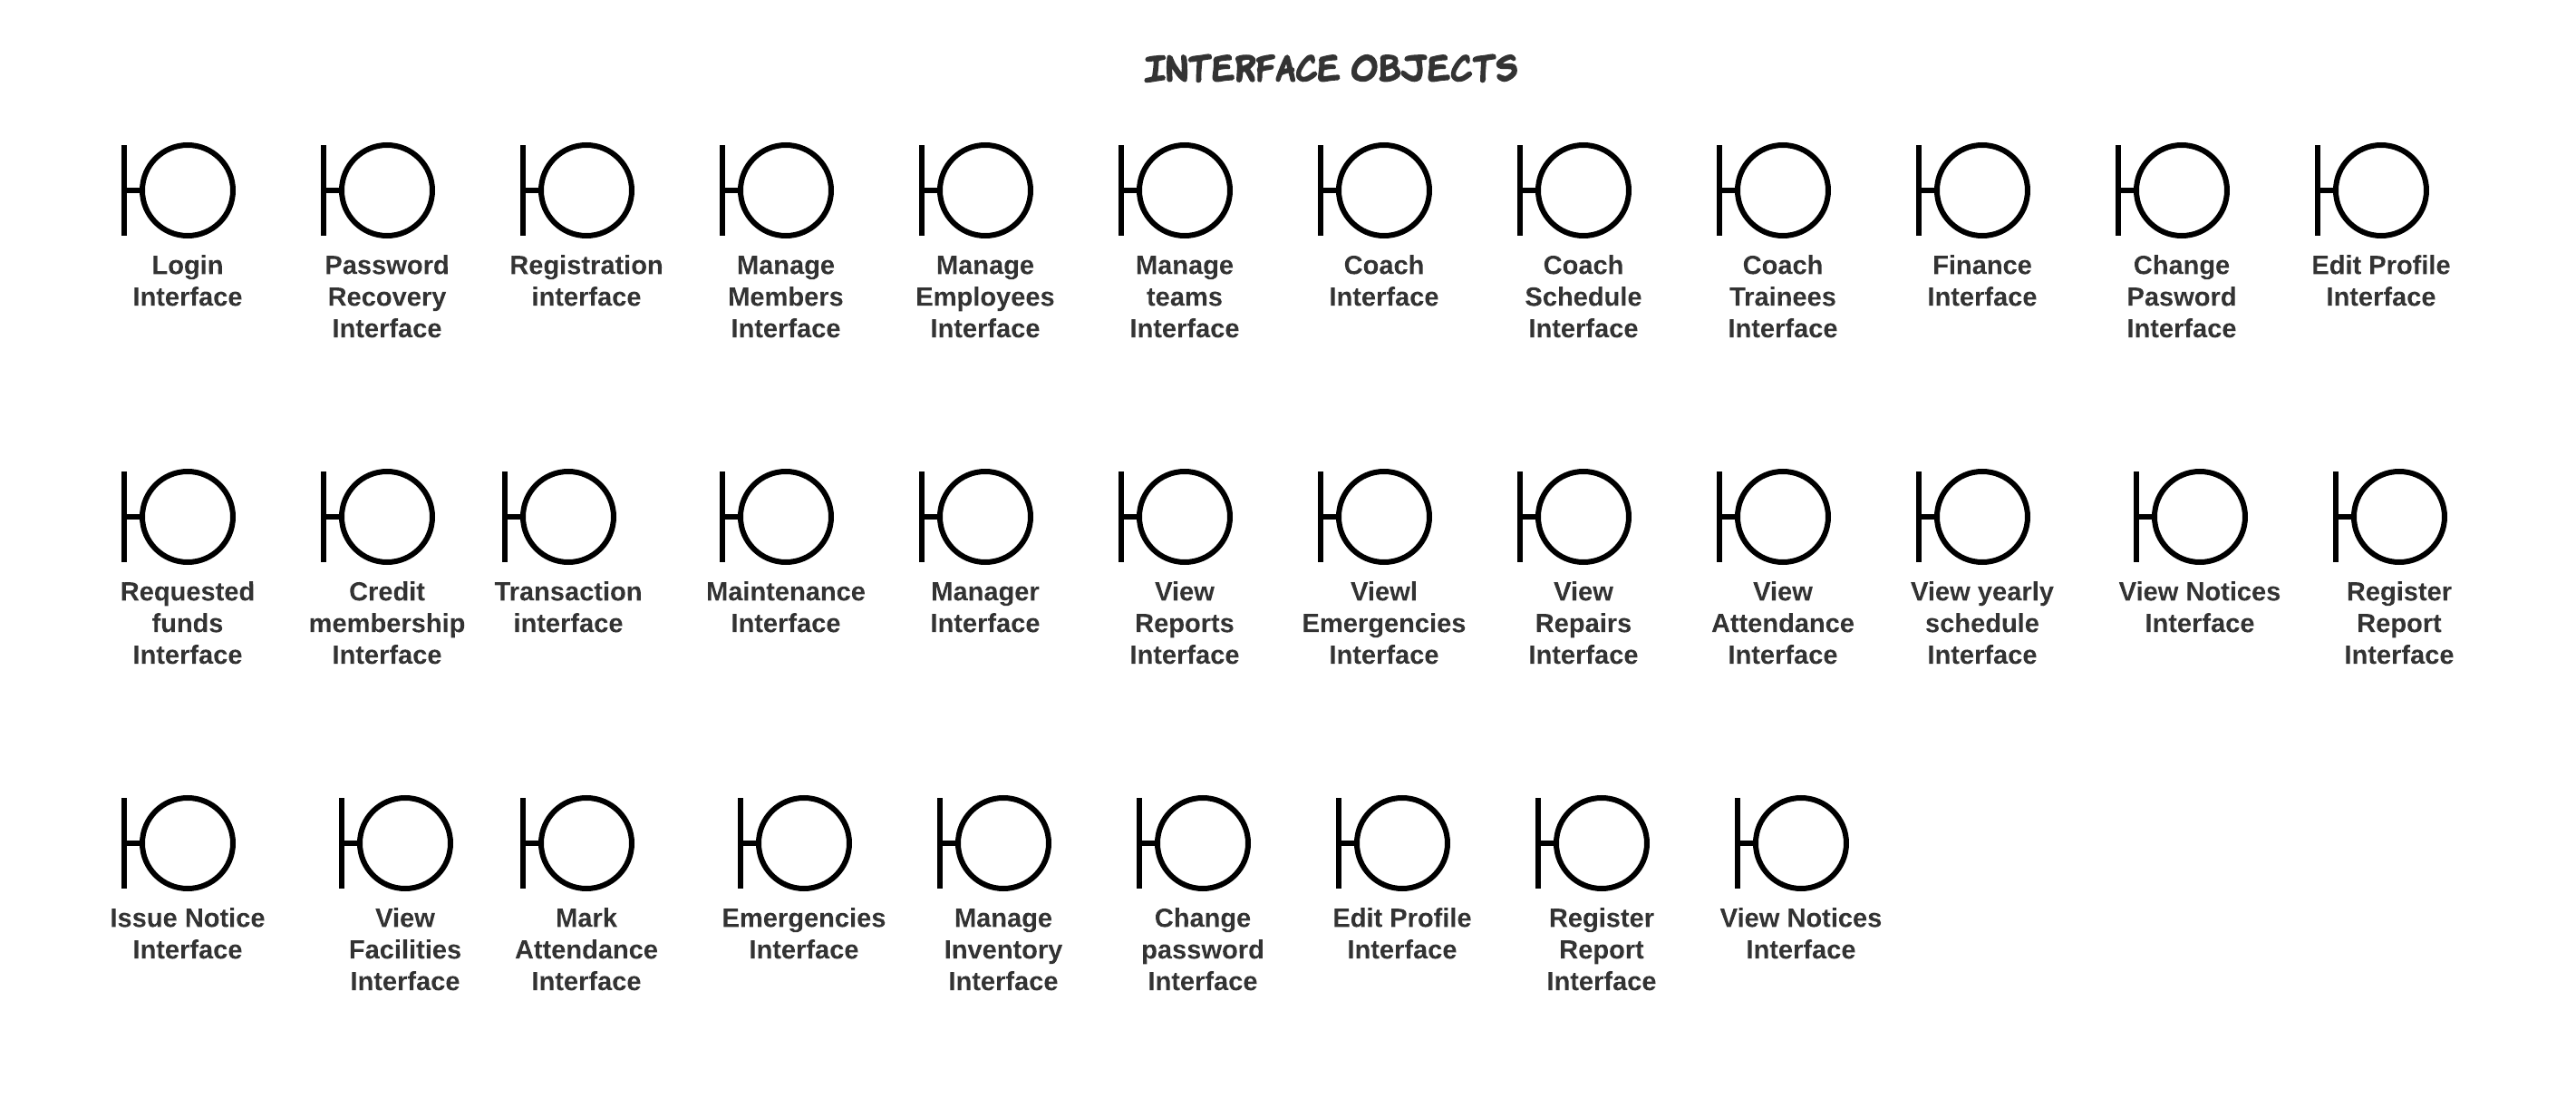 INTERFACE OBJECTS
Login
Interface
Password
Recovery
Interface
Registration
interface
Manage
Members
Interface
Manage
Employees
Interface
Manage
teams
Interface
Coach
Interface
Coach
Schedule
Interface
Coach
Trainees
Interface
Finance
Interface
Change
Pasword
Interface
Edit Profile
Interface
Requested
funds
Interface
Credit
membership
Interface
Transaction
interface
Maintenance
Interface
Manager
Interface
View
Reports
Interface
Viewl
Emergencies
Interface
View
Repairs
Interface
View
Attendance
Interface
View yearly
schedule
Interface
View Notices
Interface
Register
Report
Interface
Issue Notice
Interface
View
Facilities
Interface
Mark
Attendance
Interface
Emergencies
Interface
Manage
Inventory
Interface
Change
password
Interface
Edit Profile
Interface
Register
Report
Interface
View Notices
Interface